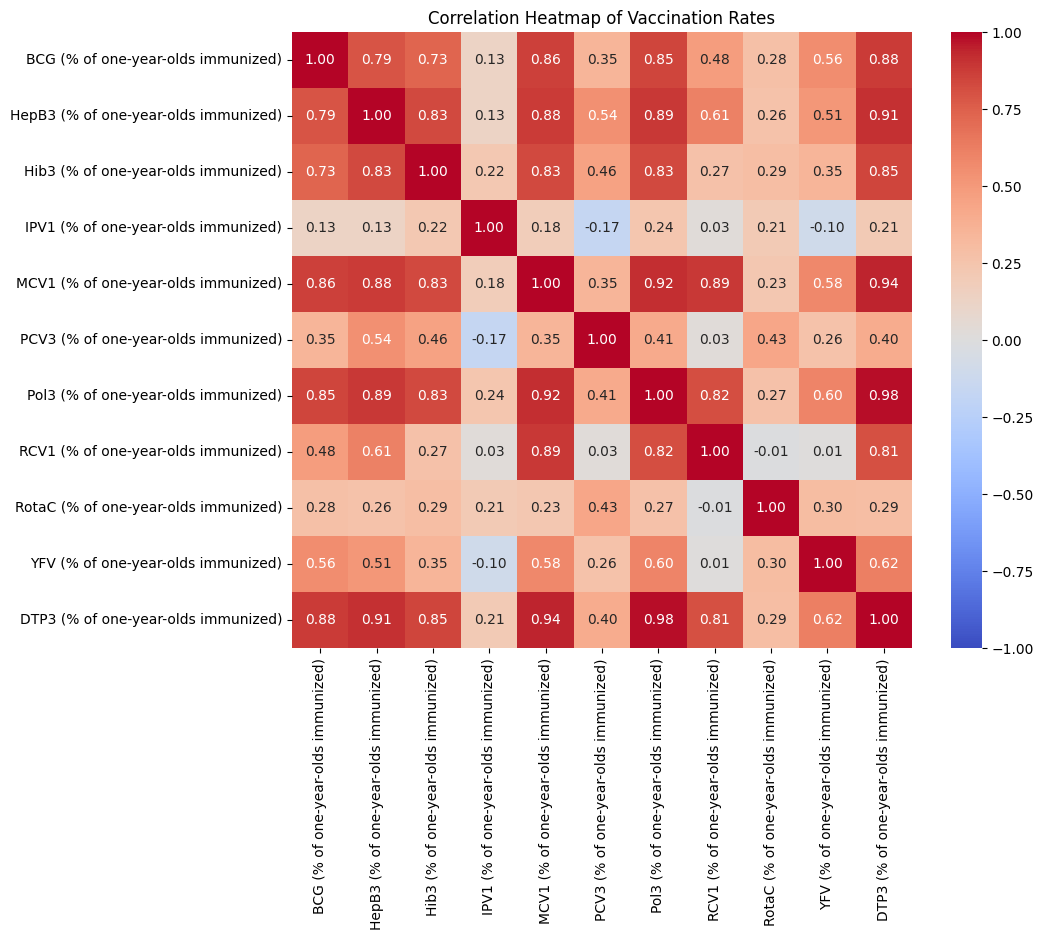 Correlation Heatmap of Vaccination Rates
BCG (% of one-year-olds immunized) 1.00 0.79 0.73 0.13 0.86 0.35 0.85 0.48 0.28 0.56 0.88
HepB3 (% of one-year-olds immunized) 0.79 1.00 0.83 0.13 0.88 0.54 0.89 0.61 0.26 0.51 0.91
Hib3 (% of one-year-olds immunized) 0.73 0.83 1.00 0.22 0.83 0.46 0.83 0.27 0.29 0.35 0.85
IPV1 (% of one-year-olds immunized) 0.13 0.13 0.22 1.00 0.18 -0.17 0.24 0.03 0.21 -0.10 0.21
MCV1 (% of one-year-olds immunized) 0.86 0.88 0.83 0.18 1.00 0.35 0.92 0.89 0.23 0.58 0.94
PCV3 (% of one-year-olds immunized) 0.35 0.54 0.46 -0.17 0.35 1.00 0.41 0.03 0.43 0.26 0.40
Pol3 (% of one-year-olds immunized) 0.85 0.89 0.83 0.24 0.92 0.41 1.00 0.82 0.27 0.60 0.98
RCV1 (% of one-year-olds immunized) 0.48 0.61 0.27 0.03 0.89 0.03 0.82 1.00 -0.01 0.01 0.81
RotaC (% of one-year-olds immunized) 0.28 0.26 0.29 0.21 0.23 0.43 0.27 -0.01 1.00 0.30 0.29
YFV (% of one-year-olds immunized) 0.56 0.51 0.35 -0.10 0.58 0.26 0.60 0.01 0.30 1.00 0.62
DTP3 (% of one-year-olds immunized) 0.88 0.91 0.85 0.21 0.94 0.40 0.98 0.81 0.29 0.62 1.00
BCG (% of one-year-olds immunized)
HepB3 (% of one-year-olds immunized)
Hib3 (% of one-year-olds immunized)
IPV1 (% of one-year-olds immunized)
MCV1 (% of one-year-olds immunized)
PCV3 (% of one-year-olds immunized)
Pol3 (% of one-year-olds immunized)
RCV1 (% of one-year-olds immunized)
RotaC (% of one-year-olds immunized)
YFV (% of one-year-olds immunized)
DTP3 (% of one-year-olds immunized)
1.00
0.75
0.50
0.25
0.00
−0.25
−0.50
−0.75
−1.00